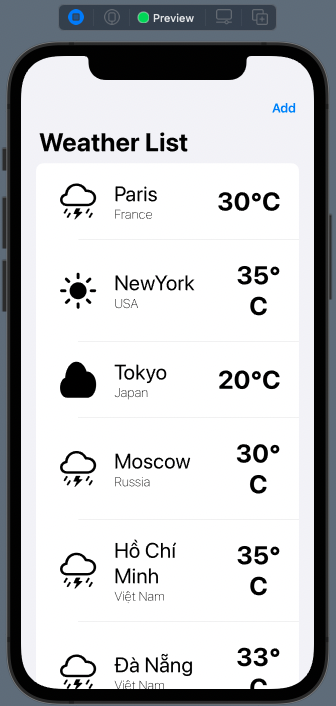 Preview
Add
Weather List
Paris
France
30°C
NewYork
USA
35°
C
Tokyo
Japan
20°C
Moscow
Russia
30°
C
Hồ Chí
Minh
Việt Nam
35°
C
Đà Nẵng
Việt Nam
33°
C